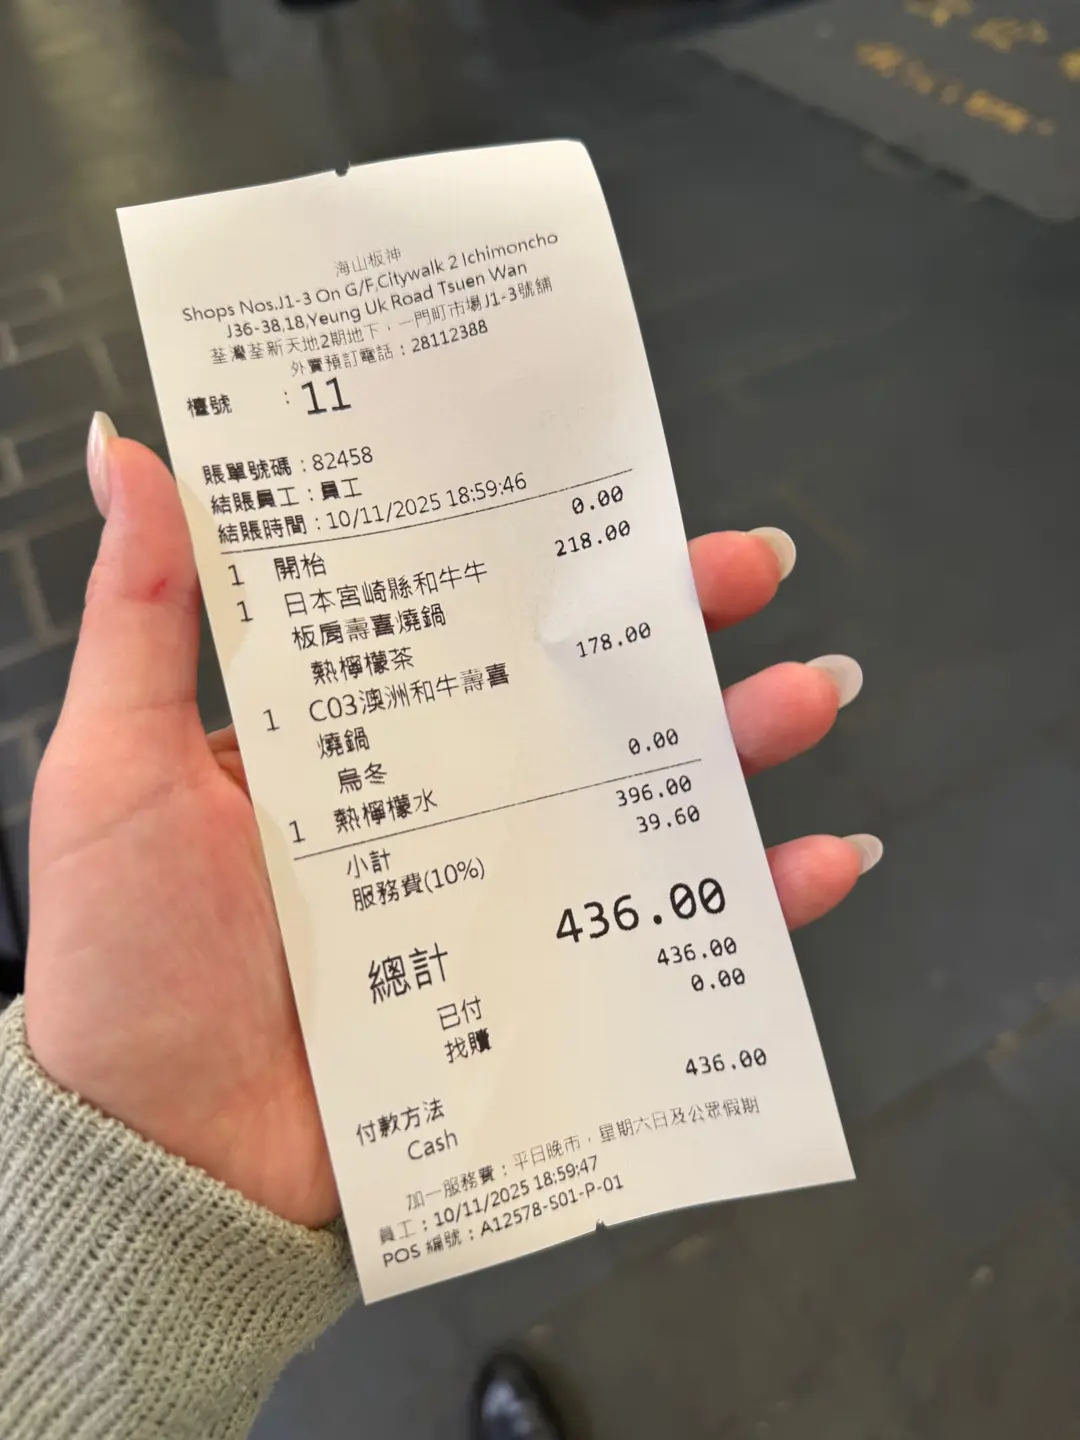 海山板神
Shops Nos.J1-3 On G/F,Citywalk 2 Ichimoncho
J36-38,18,Yeung Uk Road Tsuen Wan
荃灣荃新天地2期地下，一門町市場J1-3號舖
外賣預訂電話：28112388
檯號 : 11
賬單號碼：82458
結賬員工：員工
結賬時間：10/11/2025 18:59:46
1 開枱 0.00
1 日本宮崎縣和牛牛 218.00
板肩壽喜燒鍋
熱檸檬茶
1 C03澳洲和牛壽喜 178.00
燒鍋
烏冬
1 熱檸檬水 0.00
小計 396.00
服務費(10%) 39.60
總計 436.00
已付 436.00
找贖 0.00
付款方法
Cash 436.00
加一服務費：平日晚市，星期六日及公眾假期
員工：10/11/2025 18:59:47
POS 編號：A12578-S01-P-01